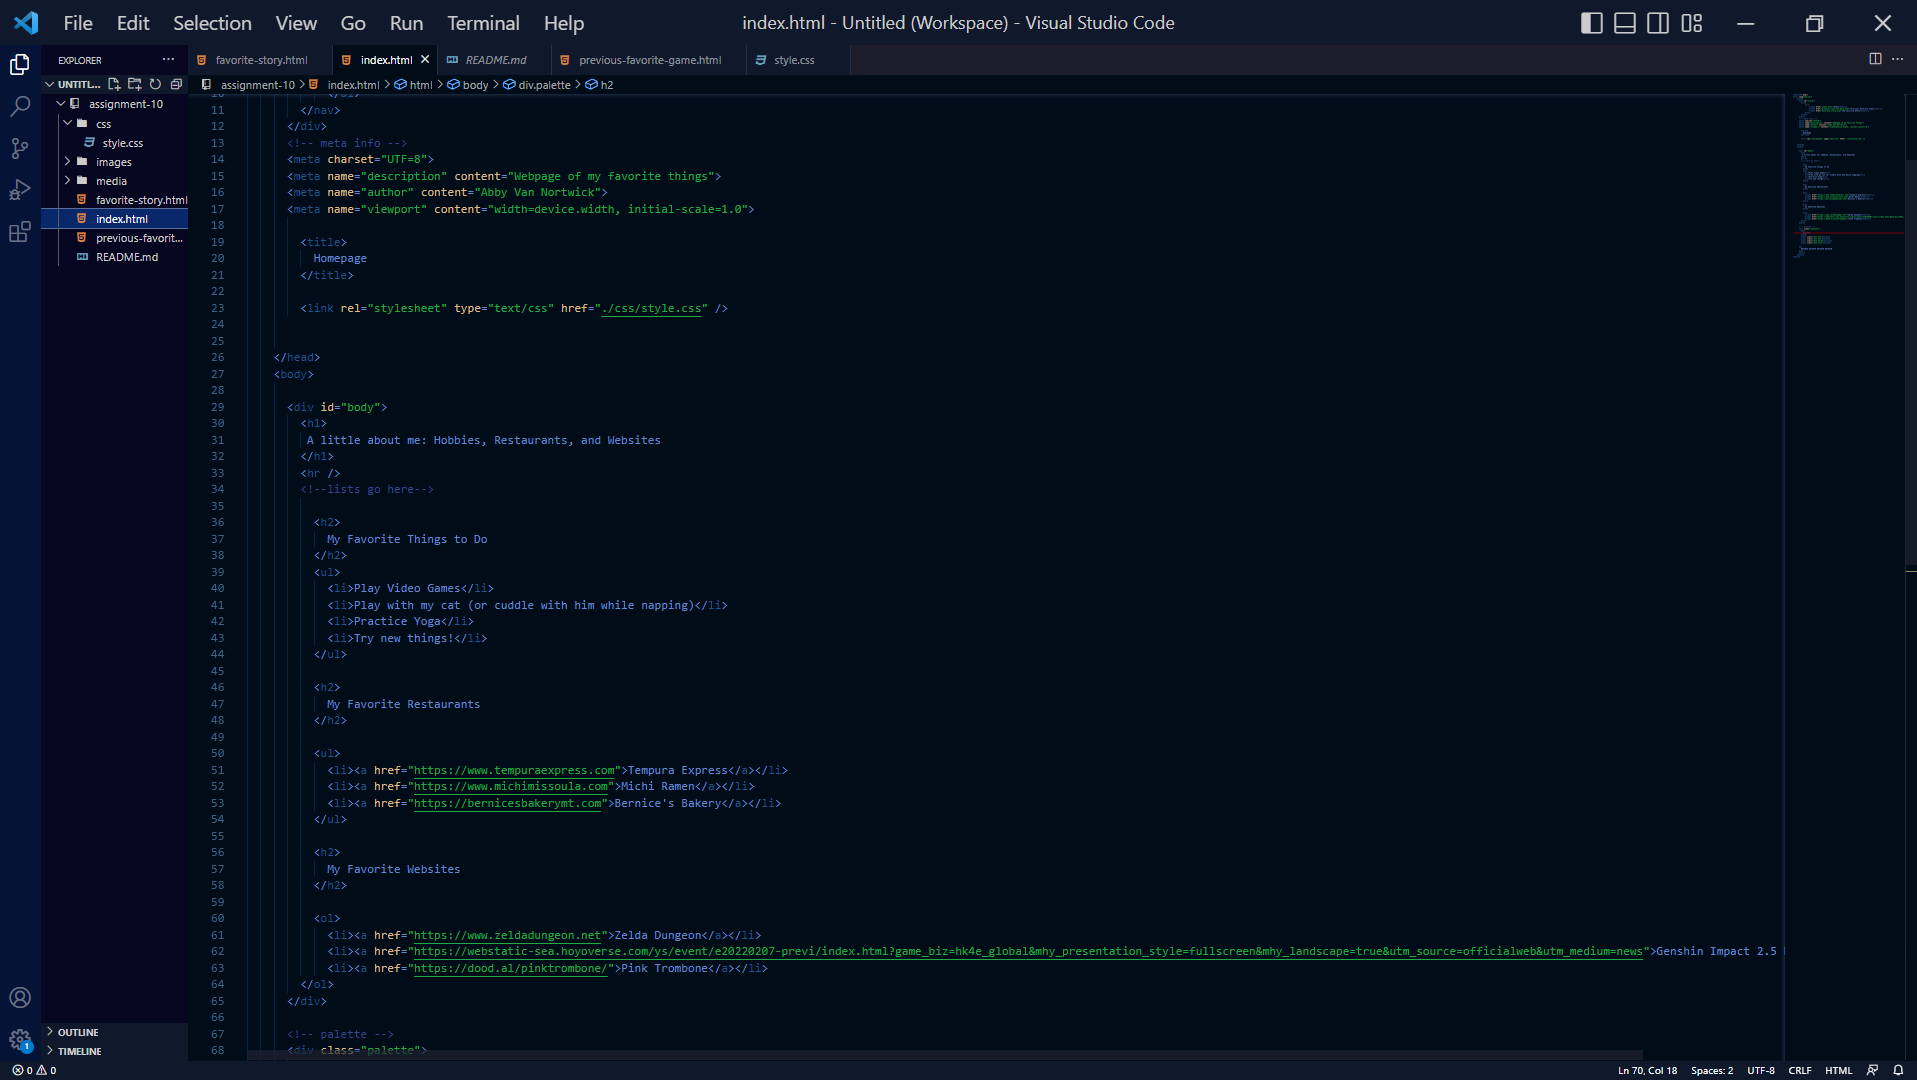 File Edit Selection View Go Run Terminal Help
index.html - Untitled (Workspace) - Visual Studio Code
EXPLORER
favorite-story.html
index.html
README.md
previous-favorite-game.html
style.css
UNTITL...
assignment-10 > index.html > html > body > div.palette > h2
assignment-10
css
style.css
images
media
favorite-story.html
index.html
previous-favorit...
README.md
OUTLINE
TIMELINE
11 </nav>
12 </div>
13 <!-- meta info -->
14 <meta charset="UTF=8">
15 <meta name="description" content="Webpage of my favorite things">
16 <meta name="author" content="Abby Van Nortwick">
17 <meta name="viewport" content="width=device.width, initial-scale=1.0">
18
19 <title>
20 Homepage
21 </title>
22
23 <link rel="stylesheet" type="text/css" href="./css/style.css" />
24
25
26 </head>
27 <body>
28
29 <div id="body">
30 <h1>
31 A little about me: Hobbies, Restaurants, and Websites
32 </h1>
33 <hr />
34 <!--lists go here-->
35
36 <h2>
37 My Favorite Things to Do
38 </h2>
39 <ul>
40 <li>Play Video Games</li>
41 <li>Play with my cat (or cuddle with him while napping)</li>
42 <li>Practice Yoga</li>
43 <li>Try new things!</li>
44 </ul>
45
46 <h2>
47 My Favorite Restaurants
48 </h2>
49
50 <ul>
51 <li><a href="https://www.tempuraexpress.com">Tempura Express</a></li>
52 <li><a href="https://www.michimissoula.com">Michi Ramen</a></li>
53 <li><a href="https://bernicesbakerymt.com">Bernice's Bakery</a></li>
54 </ul>
55
56 <h2>
57 My Favorite Websites
58 </h2>
59
60 <ol>
61 <li><a href="https://www.zeldadungeon.net">Zelda Dungeon</a></li>
62 <li><a href="https://webstatic-sea.hoyoverse.com/ys/event/e20220207-previ/index.html?game_biz=hk4e_global&mhy_presentation_style=fullscreen&mhy_landscape=true&utm_source=officialweb&utm_medium=news">Genshin Impact 2.5
63 <li><a href="https://dood.al/pinktrombone/">Pink Trombone</a></li>
64 </ol>
65 </div>
66
67 <!-- palette -->
68 <div class="palette">
1
0 0
Ln 70, Col 18 Spaces: 2 UTF-8 CRLF HTML